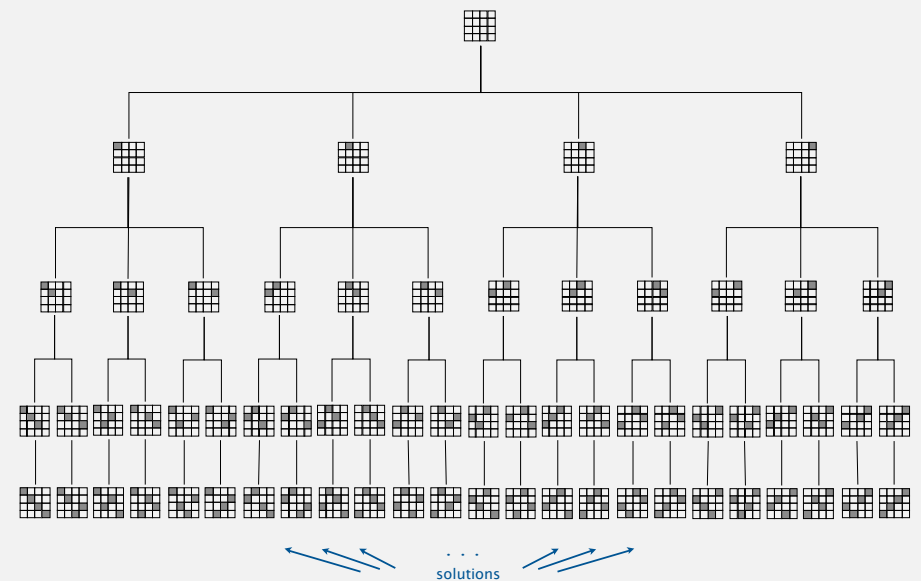 . . .
solutions